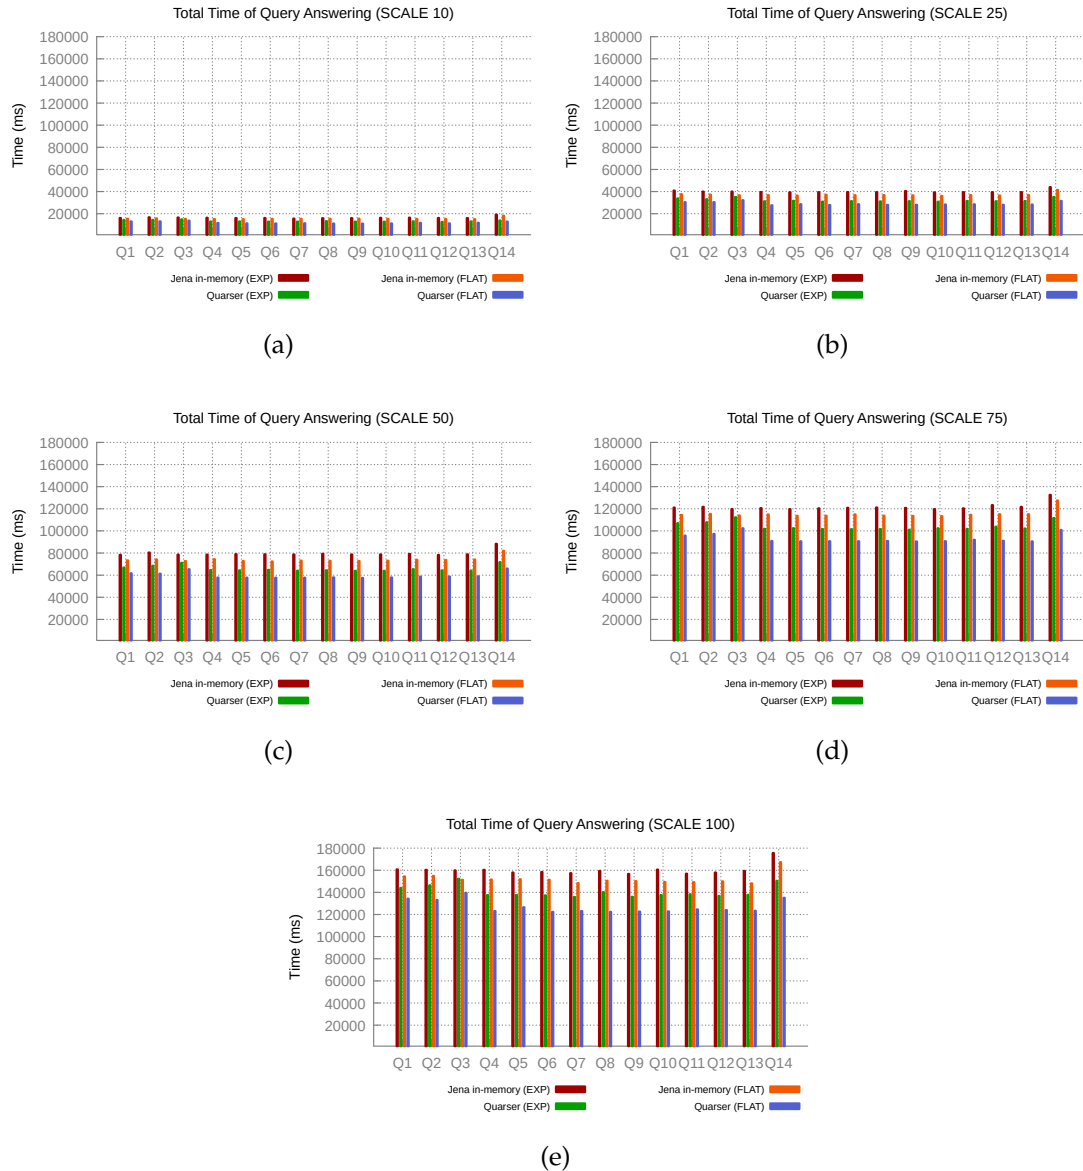 Total Time of Query Answering (SCALE 10)
180000
160000
140000
120000
100000
80000
60000
40000
20000
Time (ms)
Q1 Q2 Q3 Q4 Q5 Q6 Q7 Q8 Q9 Q10 Q11 Q12 Q13 Q14
Jena in-memory (EXP) Jena in-memory (FLAT)
Quarser (EXP) Quarser (FLAT)
(a)
Total Time of Query Answering (SCALE 25)
180000
160000
140000
120000
100000
80000
60000
40000
20000
Time (ms)
Q1 Q2 Q3 Q4 Q5 Q6 Q7 Q8 Q9 Q10 Q11 Q12 Q13 Q14
Jena in-memory (EXP) Jena in-memory (FLAT)
Quarser (EXP) Quarser (FLAT)
(b)
Total Time of Query Answering (SCALE 50)
180000
160000
140000
120000
100000
80000
60000
40000
20000
Time (ms)
Q1 Q2 Q3 Q4 Q5 Q6 Q7 Q8 Q9 Q10 Q11 Q12 Q13 Q14
Jena in-memory (EXP) Jena in-memory (FLAT)
Quarser (EXP) Quarser (FLAT)
(c)
Total Time of Query Answering (SCALE 75)
180000
160000
140000
120000
100000
80000
60000
40000
20000
Time (ms)
Q1 Q2 Q3 Q4 Q5 Q6 Q7 Q8 Q9 Q10 Q11 Q12 Q13 Q14
Jena in-memory (EXP) Jena in-memory (FLAT)
Quarser (EXP) Quarser (FLAT)
(d)
Total Time of Query Answering (SCALE 100)
180000
160000
140000
120000
100000
80000
60000
40000
20000
Time (ms)
Q1 Q2 Q3 Q4 Q5 Q6 Q7 Q8 Q9 Q10 Q11 Q12 Q13 Q14
Jena in-memory (EXP) Jena in-memory (FLAT)
Quarser (EXP) Quarser (FLAT)
(e)